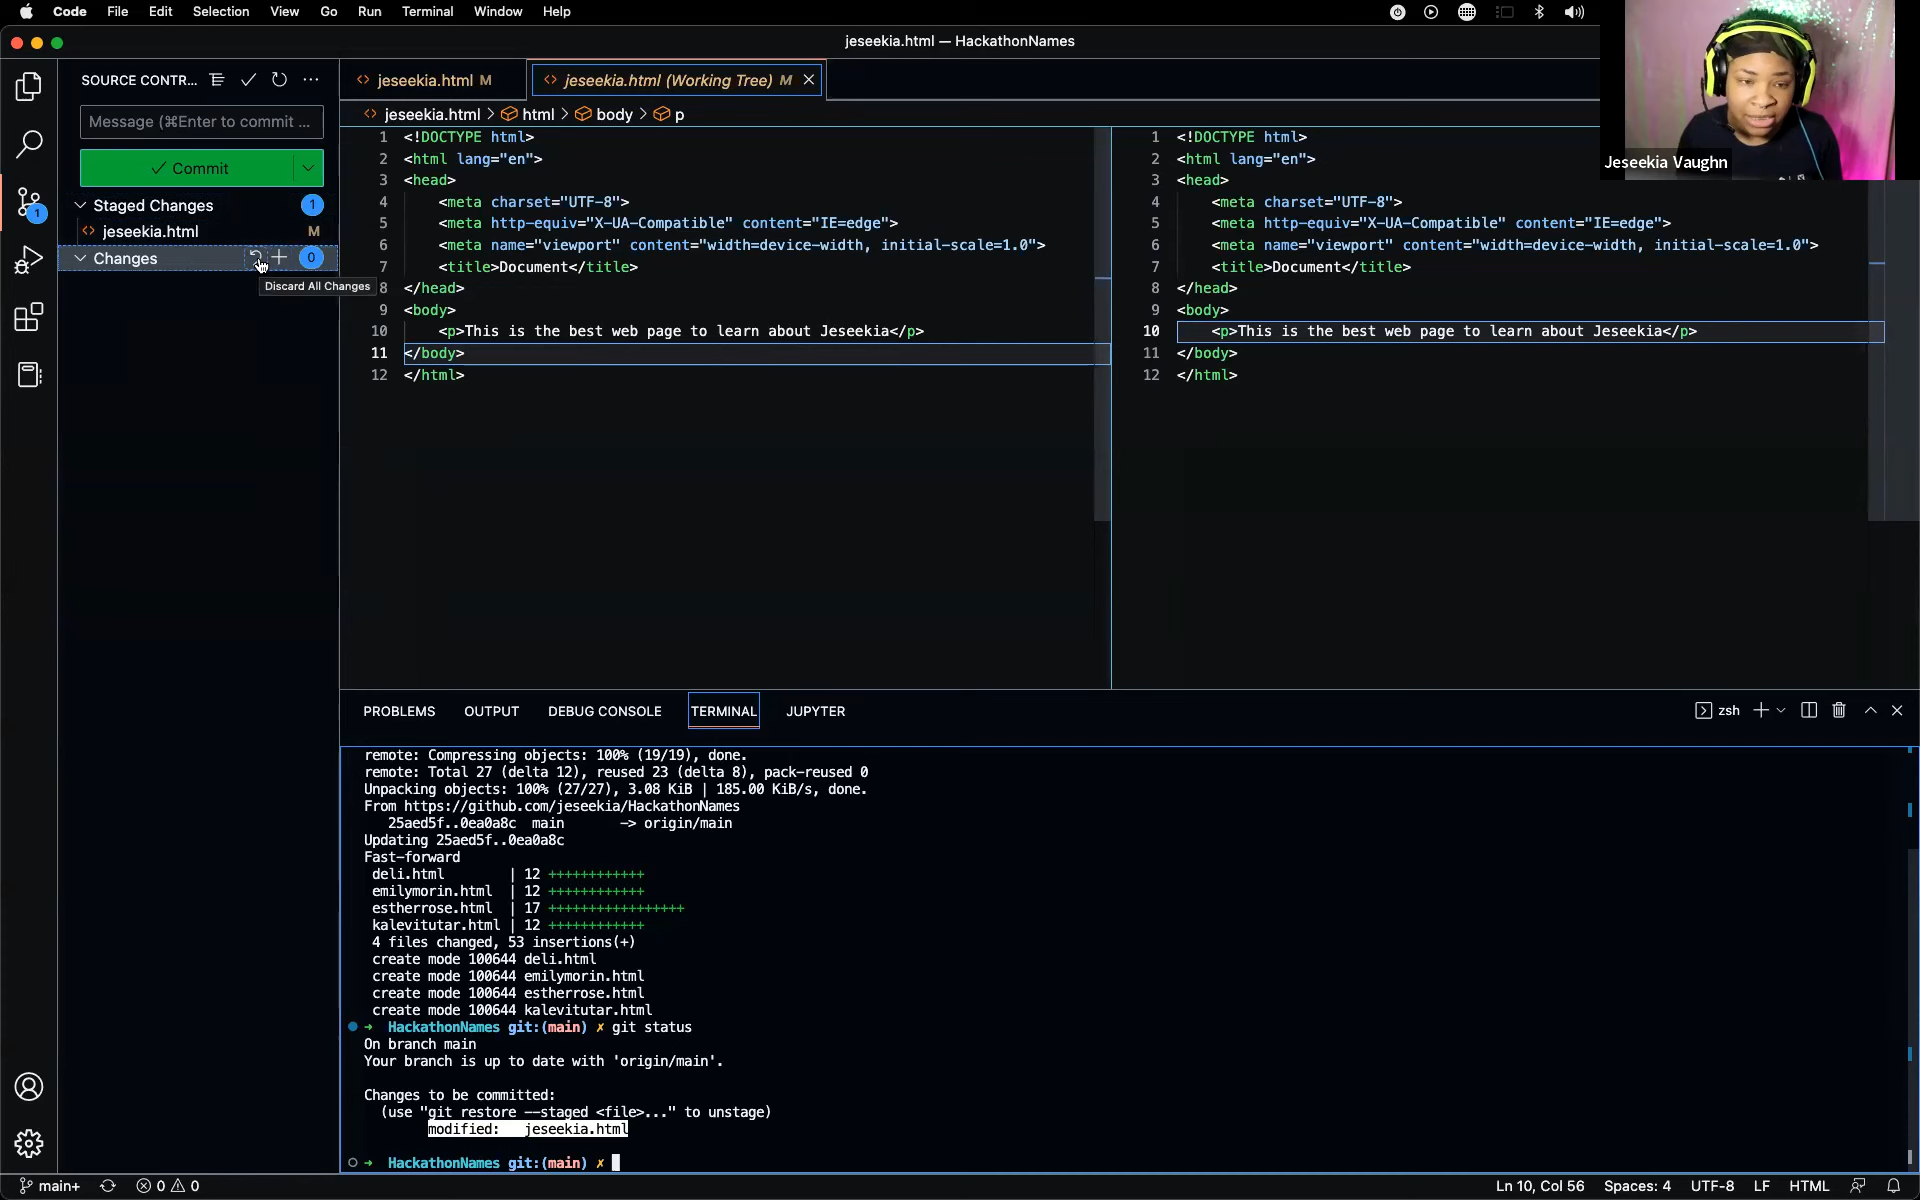 Code File Edit Selection View Go Run Terminal Window Help
jeseekia.html — HackathonNames
SOURCE CONTR...
jeseekia.html M
jeseekia.html (Working Tree) M
Message (⌘Enter to commit ...
jeseekia.html > html > body > p
Commit
Staged Changes 1
jeseekia.html M
Changes 0
Discard All Changes
1
Jeseekia Vaughn
1 <!DOCTYPE html>
2 <html lang="en">
3 <head>
4     <meta charset="UTF-8">
5     <meta http-equiv="X-UA-Compatible" content="IE=edge">
6     <meta name="viewport" content="width=device-width, initial-scale=1.0">
7     <title>Document</title>
8 </head>
9 <body>
10     <p>This is the best web page to learn about Jeseekia</p>
11 </body>
12 </html>
1 <!DOCTYPE html>
2 <html lang="en">
3 <head>
4     <meta charset="UTF-8">
5     <meta http-equiv="X-UA-Compatible" content="IE=edge">
6     <meta name="viewport" content="width=device-width, initial-scale=1.0">
7     <title>Document</title>
8 </head>
9 <body>
10     <p>This is the best web page to learn about Jeseekia</p>
11 </body>
12 </html>
PROBLEMS OUTPUT DEBUG CONSOLE TERMINAL JUPYTER
zsh
remote: Compressing objects: 100% (19/19), done.
remote: Total 27 (delta 12), reused 23 (delta 8), pack-reused 0
Unpacking objects: 100% (27/27), 3.08 KiB | 185.00 KiB/s, done.
From https://github.com/jeseekia/HackathonNames
   25aed5f..0ea0a8c  main       -> origin/main
Updating 25aed5f..0ea0a8c
Fast-forward
 deli.html        | 12 ++++++++++++
 emilymorin.html  | 12 ++++++++++++
 estherrose.html  | 17 +++++++++++++++++
 kalevitutar.html | 12 ++++++++++++
 4 files changed, 53 insertions(+)
 create mode 100644 deli.html
 create mode 100644 emilymorin.html
 create mode 100644 estherrose.html
 create mode 100644 kalevitutar.html
➜  HackathonNames git:(main) ✗ git status
On branch main
Your branch is up to date with 'origin/main'.
Changes to be committed:
  (use "git restore --staged <file>..." to unstage)
        modified:   jeseekia.html
➜  HackathonNames git:(main) ✗
main+ 0 0
Ln 10, Col 56 Spaces: 4 UTF-8 LF HTML